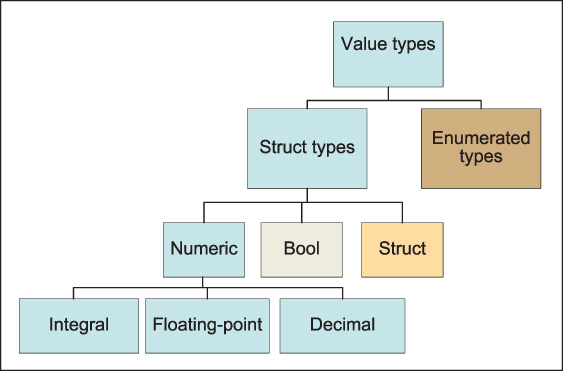 Value types
Struct types
Enumerated
types
Numeric
Bool
Struct
Integral
Floating-point
Decimal